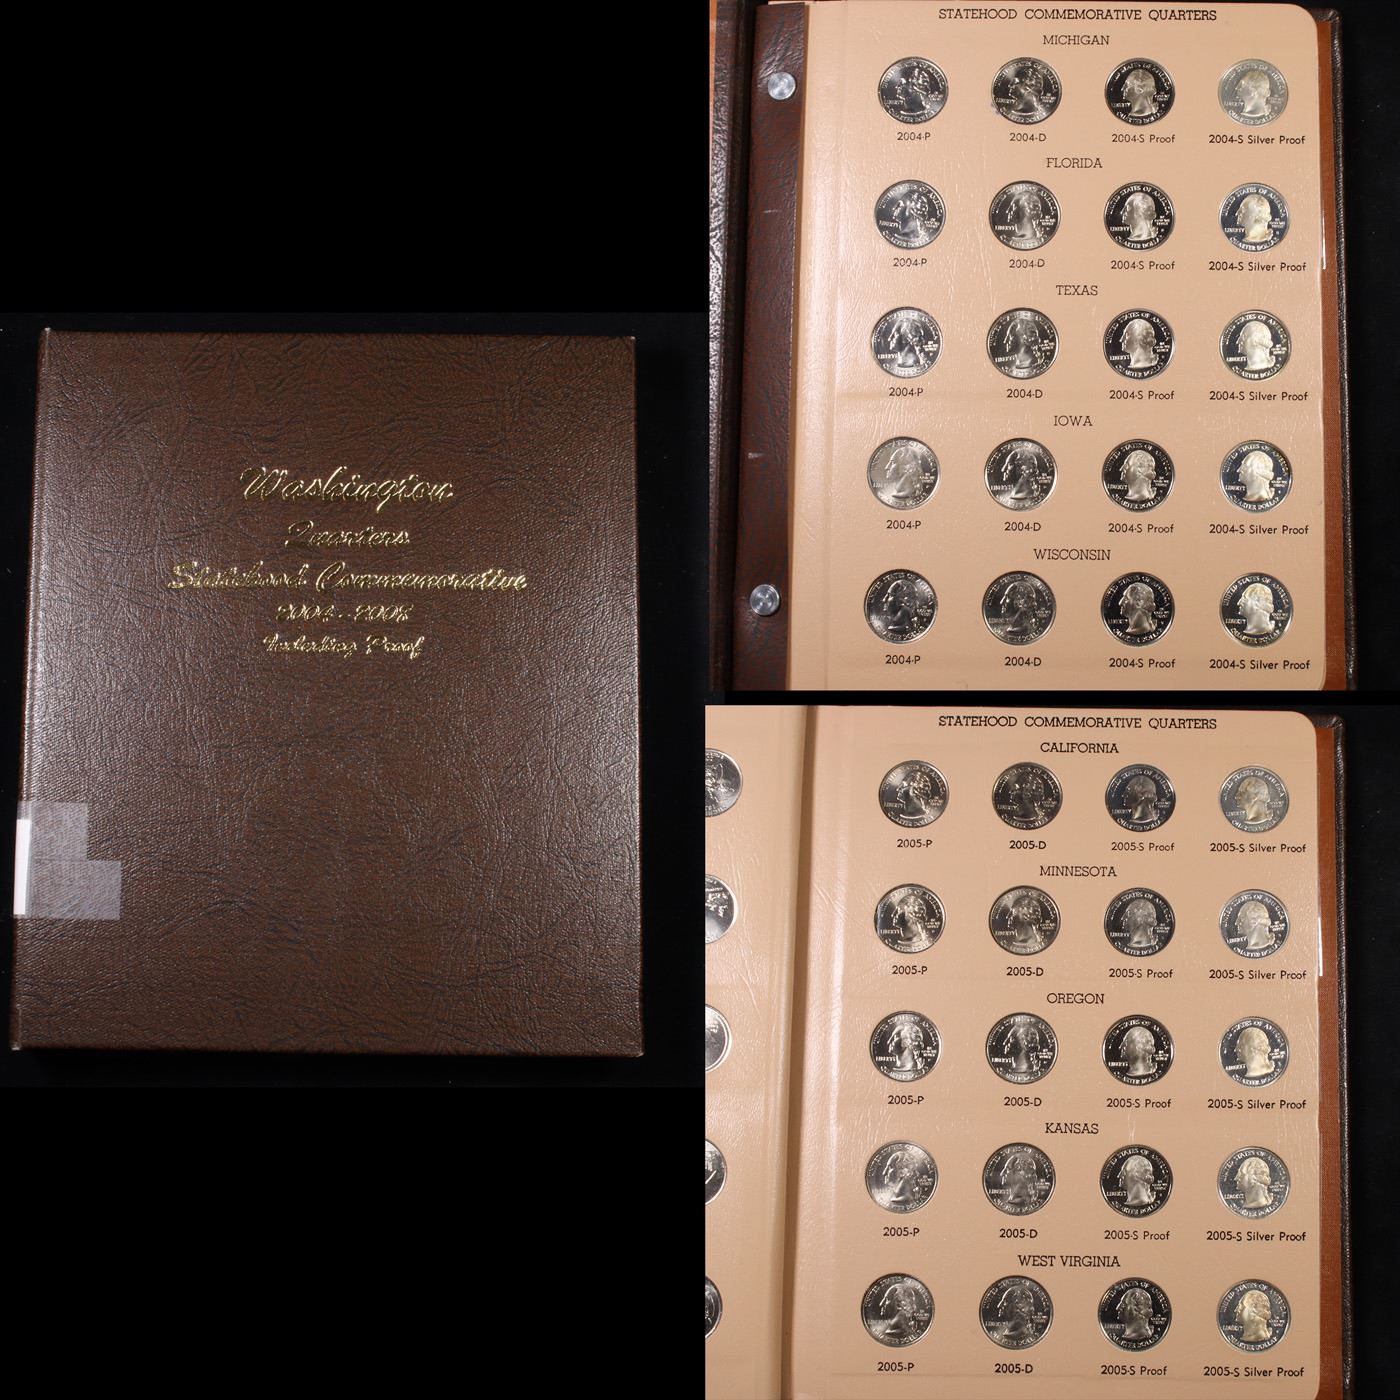 Washington
Quarters
Statehood Commemorative
2004-2008
Including Proof
STATEHOOD COMMEMORATIVE QUARTERS
MICHIGAN
2004-P 2004-D 2004-S Proof 2004-S Silver Proof
FLORIDA
2004-P 2004-D 2004-S Proof 2004-S Silver Proof
TEXAS
2004-P 2004-D 2004-S Proof 2004-S Silver Proof
IOWA
2004-P 2004-D 2004-S Proof 2004-S Silver Proof
WISCONSIN
2004-P 2004-D 2004-S Proof 2004-S Silver Proof
STATEHOOD COMMEMORATIVE QUARTERS
CALIFORNIA
2005-P 2005-D 2005-S Proof 2005-S Silver Proof
MINNESOTA
2005-P 2005-D 2005-S Proof 2005-S Silver Proof
OREGON
2005-P 2005-D 2005-S Proof 2005-S Silver Proof
KANSAS
2005-P 2005-D 2005-S Proof 2005-S Silver Proof
WEST VIRGINIA
2005-P 2005-D 2005-S Proof 2005-S Silver Proof